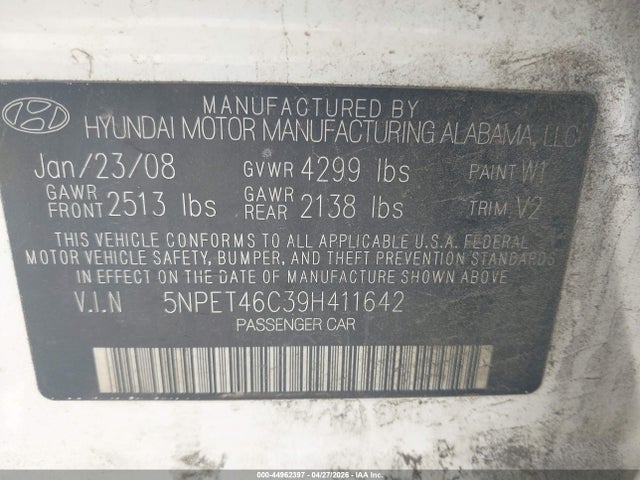 MANUFACTURED BY
HYUNDAI MOTOR MANUFACTURING ALABAMA, LLC
Jan/23/08 GVWR 4299 lbs PAINT W1
GAWR FRONT 2513 lbs GAWR REAR 2138 lbs TRIM V2
THIS VEHICLE CONFORMS TO ALL APPLICABLE U.S.A. FEDERAL
MOTOR VEHICLE SAFETY, BUMPER, AND THEFT PREVENTION STANDARDS
IN EFFECT ON THE DATE OF MANUFACTURE SHOWN ABOVE
V.I.N 5NPET46C39H411642
PASSENGER CAR
000-44962397 - 04/27/2026 - IAA Inc.